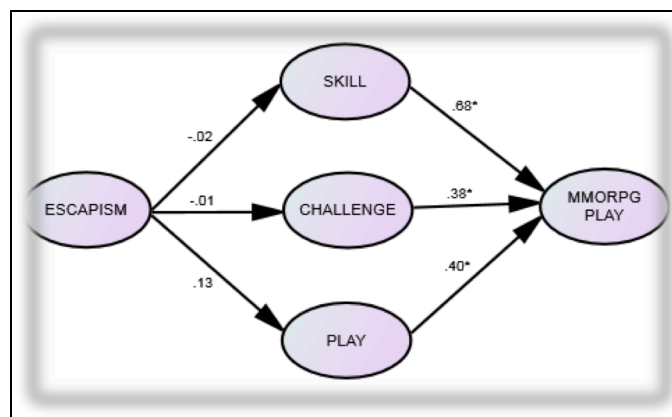 SKILL
.68*
-.02
ESCAPISM
-.01
CHALLENGE
.38*
MMORPG
PLAY
.13
.40*
PLAY